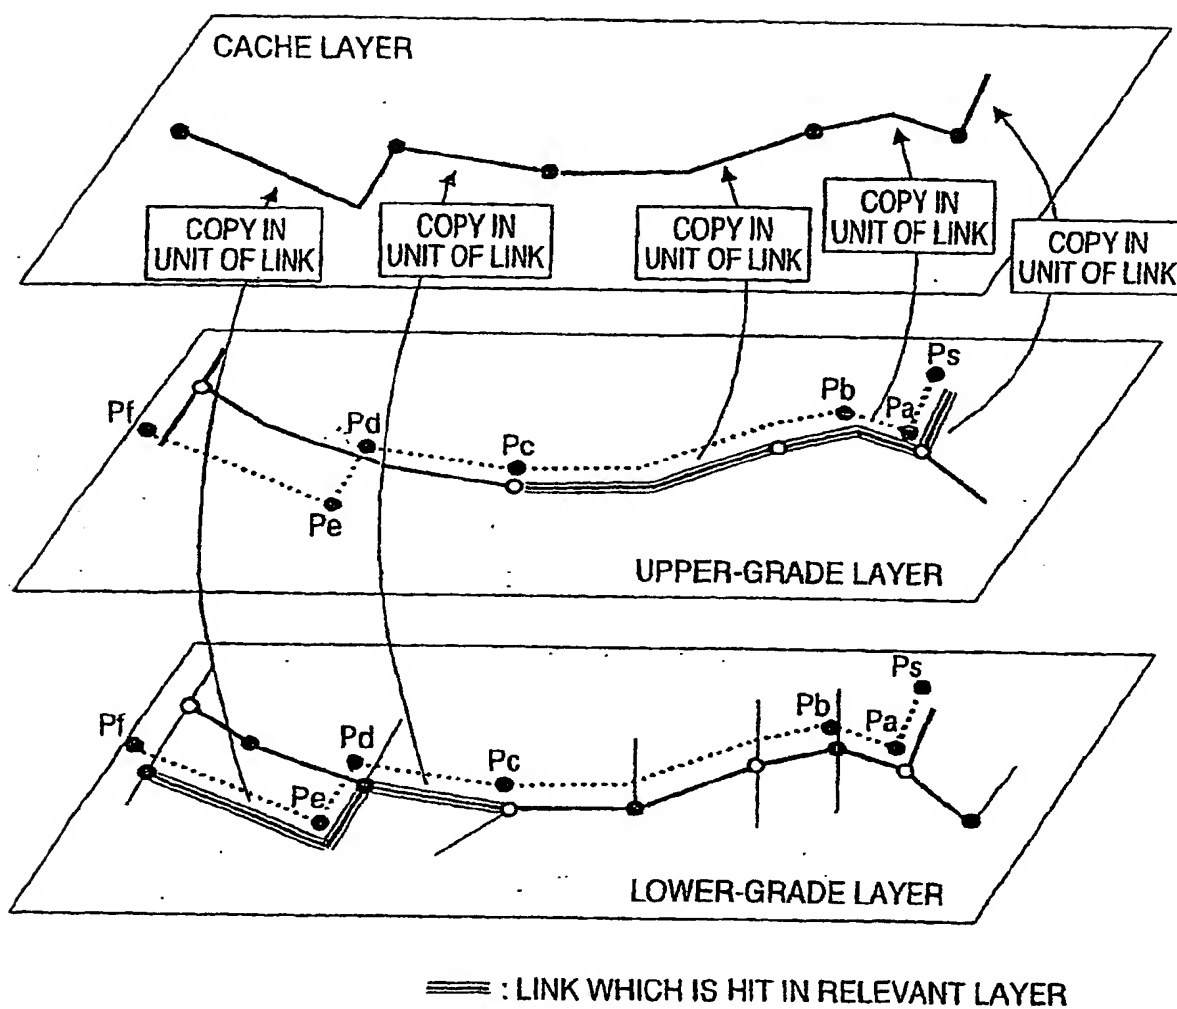 CACHE LAYER
COPY IN
UNIT OF LINK
COPY IN
UNIT OF LINK
COPY IN
UNIT OF LINK
COPY IN
UNIT OF LINK
COPY IN
UNIT OF LINK
Ps
Pb
Pa
Pf
Pd
Pc
Pe
UPPER-GRADE LAYER
Ps
Pb
Pa
Pf
Pd
Pc
Pe
LOWER-GRADE LAYER
: LINK WHICH IS HIT IN RELEVANT LAYER